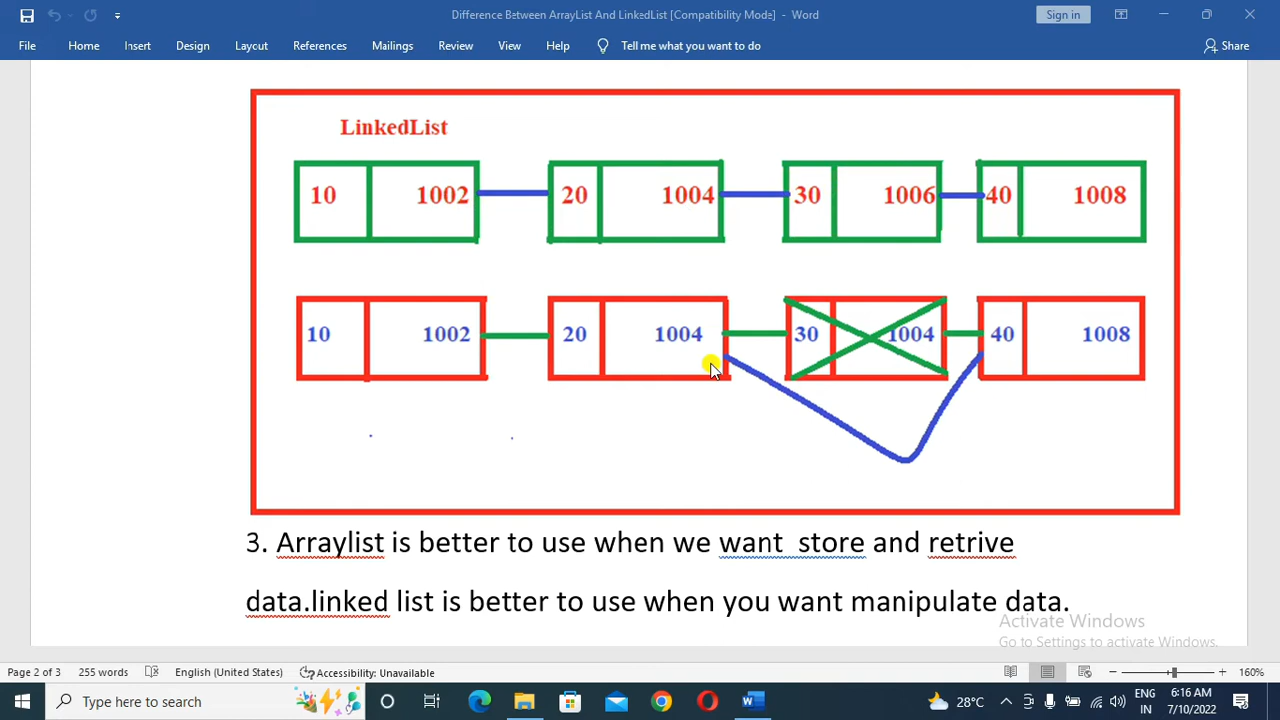 Difference Between ArrayList And LinkedList [Compatibility Mode] - Word
Sign in
File Home Insert Design Layout References Mailings Review View Help Tell me what you want to do Share
LinkedList
10 1002 20 1004 30 1006 40 1008
10 1002 20 1004 30 1004 40 1008
3. Arraylist is better to use when we want store and retrive
data.linked list is better to use when you want manipulate data.
Activate Windows
Go to Settings to activate Windows.
Page 2 of 3 255 words English (United States) Accessibility: Unavailable 160%
Type here to search 28°C ENG 6:16 AM
IN 7/10/2022